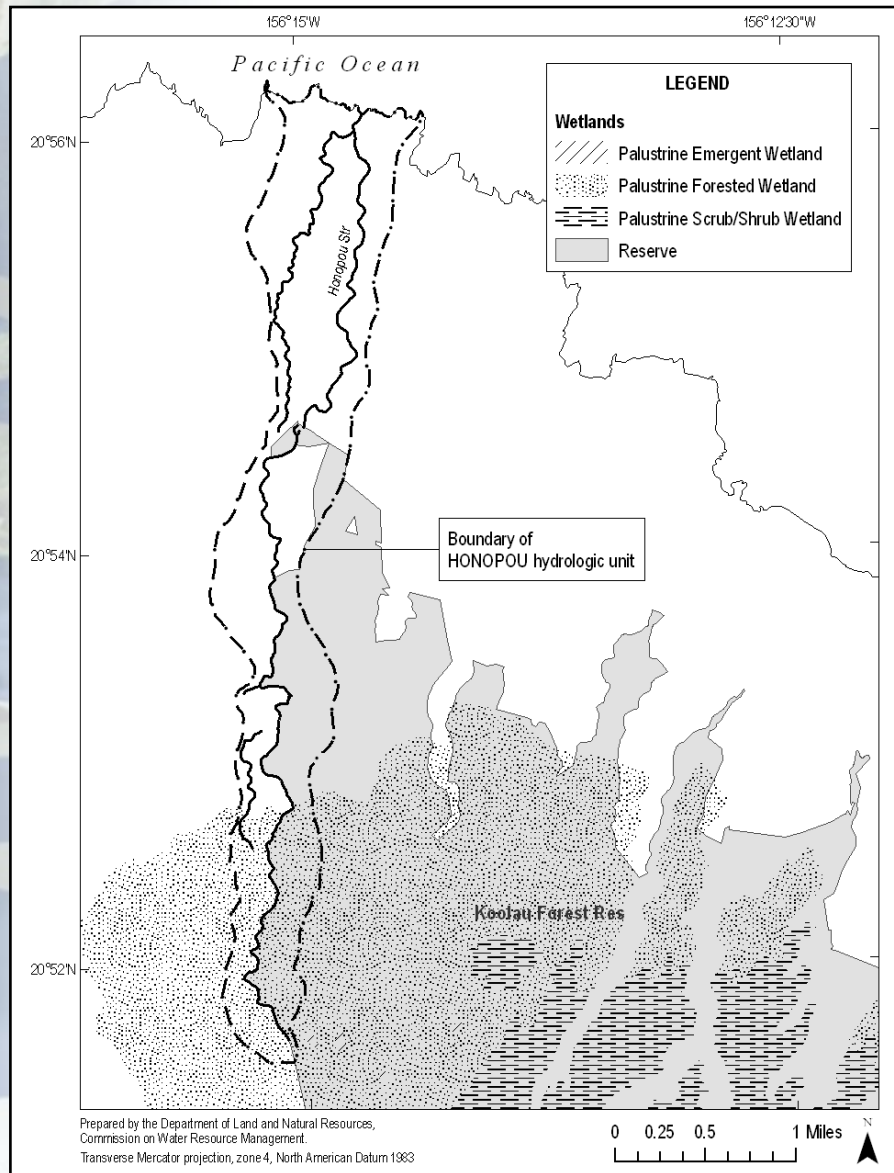 156°15'W
156°12'30"W
Pacific Ocean
LEGEND
Wetlands
Palustrine Emergent Wetland
Palustrine Forested Wetland
Palustrine Scrub/Shrub Wetland
Reserve
20°56'N
Honopou Str
Boundary of
HONOPOU hydrologic unit
20°54'N
Koolau Forest Res
20°52'N
Prepared by the Department of Land and Natural Resources,
Commission on Water Resource Management.
Transverse Mercator projection, zone 4, North American Datum 1983
0 0.25 0.5 1 Miles
N